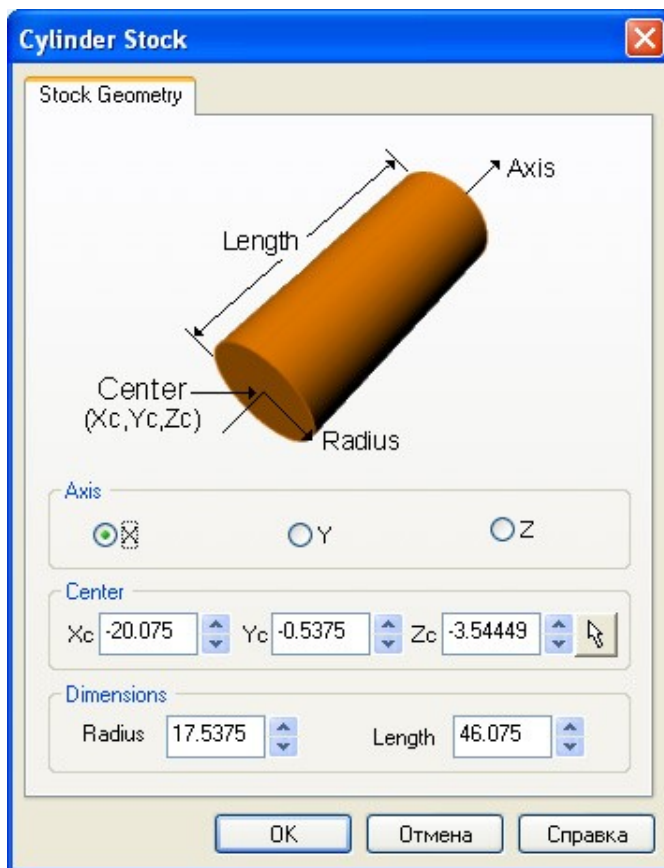 Cylinder Stock
Stock Geometry
Axis
Length
Center
(Xc,Yc,Zc)
Radius
Axis
X Y Z
Center
Xc -20.075 Yc -0.5375 Zc -3.54449
Dimensions
Radius 17.5375 Length 46.075
OK Отмена Справка